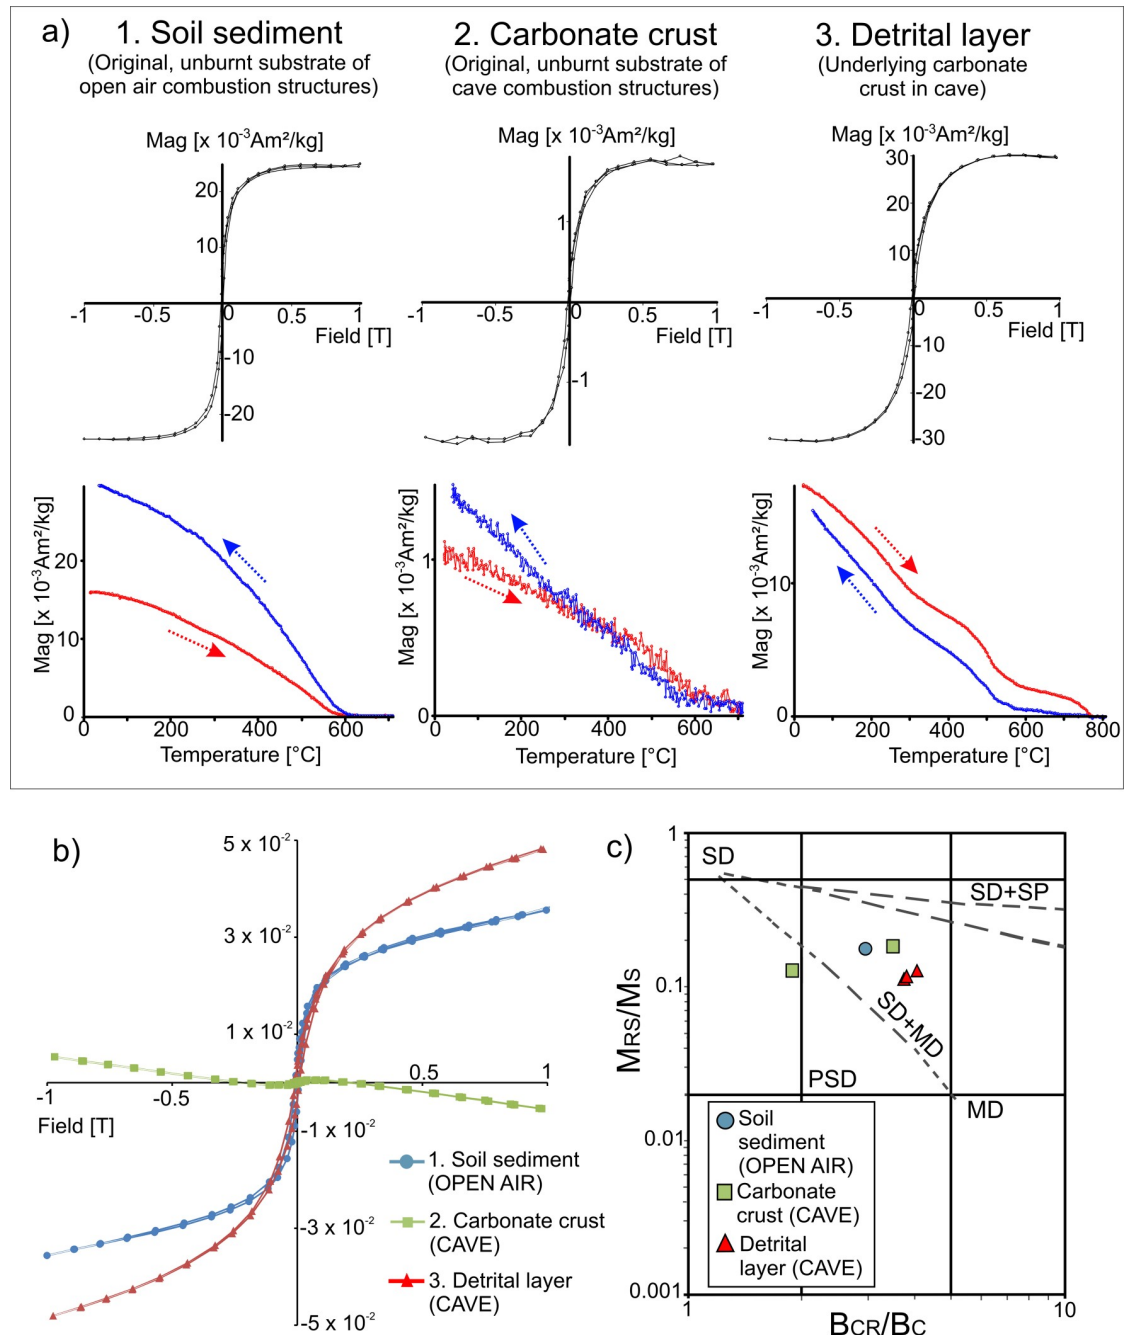 a)
1. Soil sediment
(Original, unburnt substrate of
open air combustion structures)
2. Carbonate crust
(Original, unburnt substrate of
cave combustion structures)
3. Detrital layer
(Underlying carbonate
crust in cave)
Mag [x 10⁻³Am²/kg]
20
10
-1
-0.5
0
0.5
1
Field [T]
-10
-20
Mag [x 10⁻³Am²/kg]
1
-1
-0.5
0
0.5
1
Field [T]
-1
Mag [x 10⁻³Am²/kg]
30
20
10
-1
-0.5
0
0.5
1
Field [T]
-10
-20
-30
Mag [x 10⁻³Am²/kg]
20
10
0
0
200
400
600
Temperature [°C]
Mag [x 10⁻³Am²/kg]
1
0
0
200
400
600
Temperature [°C]
Mag [x 10⁻³Am²/kg]
10
0
0
200
400
600
800
Temperature [°C]
b)
5 x 10⁻²
3 x 10⁻²
1 x 10⁻²
-1
-0.5
0.5
1
Field [T]
-1 x 10⁻²
-3 x 10⁻²
-5 x 10⁻²
1. Soil sediment
(OPEN AIR)
2. Carbonate crust
(CAVE)
3. Detrital layer
(CAVE)
c)
MRS/MS
1
0.1
0.01
0.001
SD
SD+SP
SD+MD
PSD
MD
Soil
sediment
(OPEN AIR)
Carbonate
crust (CAVE)
Detrital
layer (CAVE)
1
10
BCR/BC